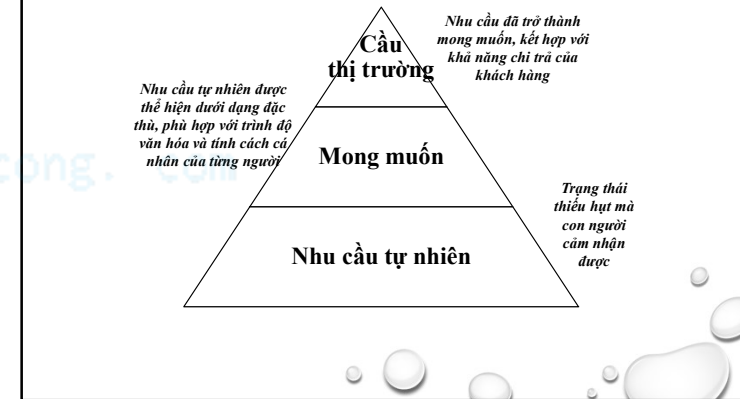 Cầu
thị trường
Nhu cầu đã trở thành
mong muốn, kết hợp với
khả năng chi trả của
khách hàng
Nhu cầu tự nhiên được
thể hiện dưới dạng đặc
thù, phù hợp với trình độ
văn hóa và tính cách cá
nhân của từng người
cong. com
Mong muốn
Trạng thái
thiếu hụt mà
con người
cảm nhận
được
Nhu cầu tự nhiên